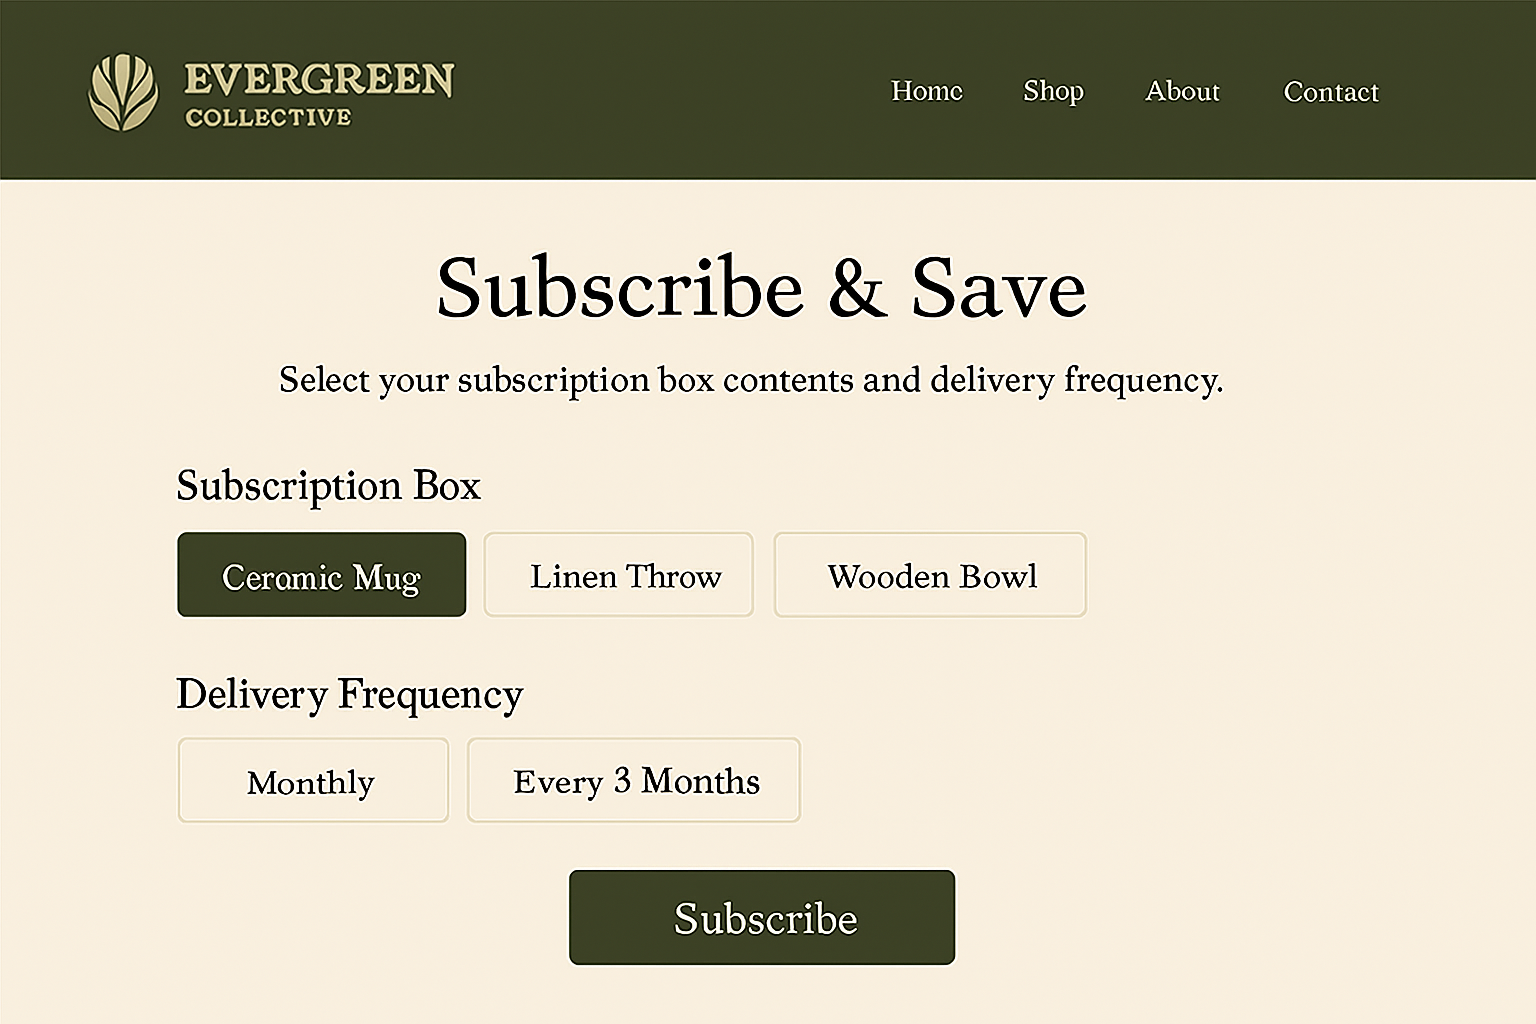 EVERGREEN
COLLECTIVE
Home Shop About Contact
Subscribe & Save
Select your subscription box contents and delivery frequency.
Subscription Box
Ceramic Mug Linen Throw Wooden Bowl
Delivery Frequency
Monthly Every 3 Months
Subscribe